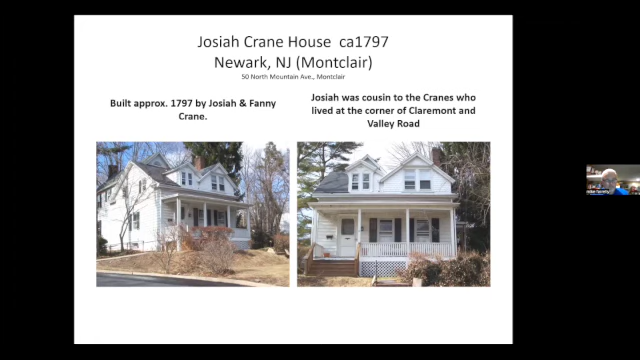 Josiah Crane House ca1797
Newark, NJ (Montclair)
50 North Mountain Ave., Montclair
Built approx. 1797 by Josiah & Fanny
Crane.
Josiah was cousin to the Cranes who
lived at the corner of Claremont and
Valley Road